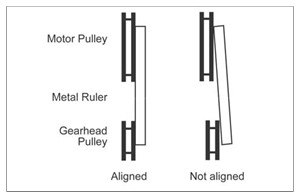 Motor Pulley
Metal Ruler
Gearhead
Pulley
Aligned
Not aligned